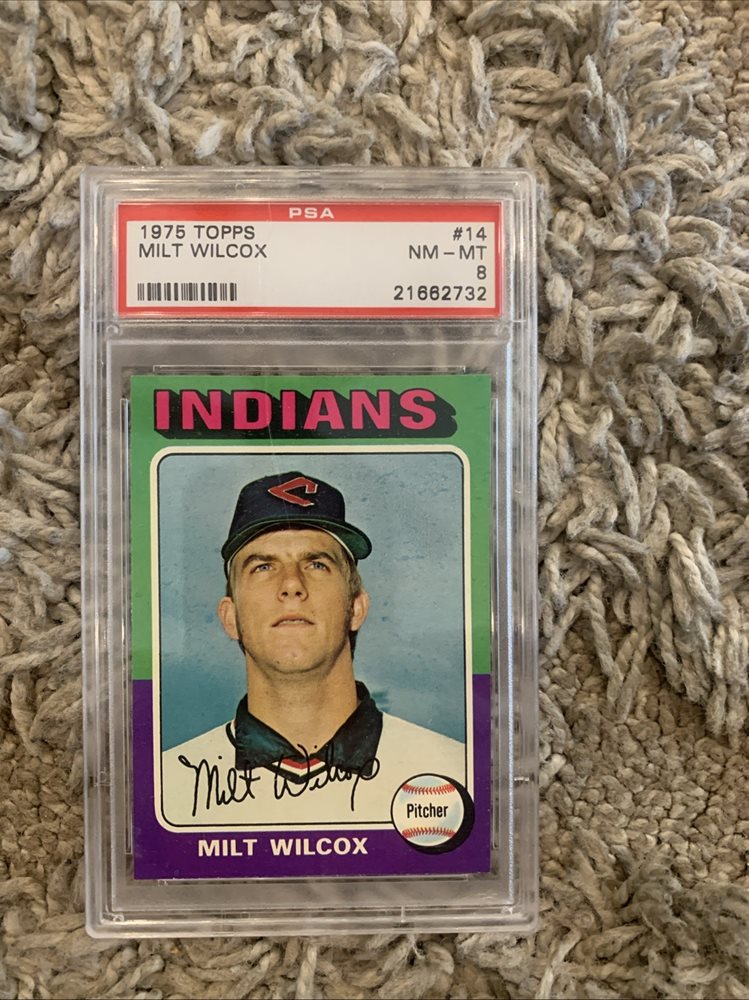 PSA
1975 TOPPS #14
MILT WILCOX NM - MT
8
21662732
INDIANS
C
Milt Wilcox
Pitcher
MILT WILCOX